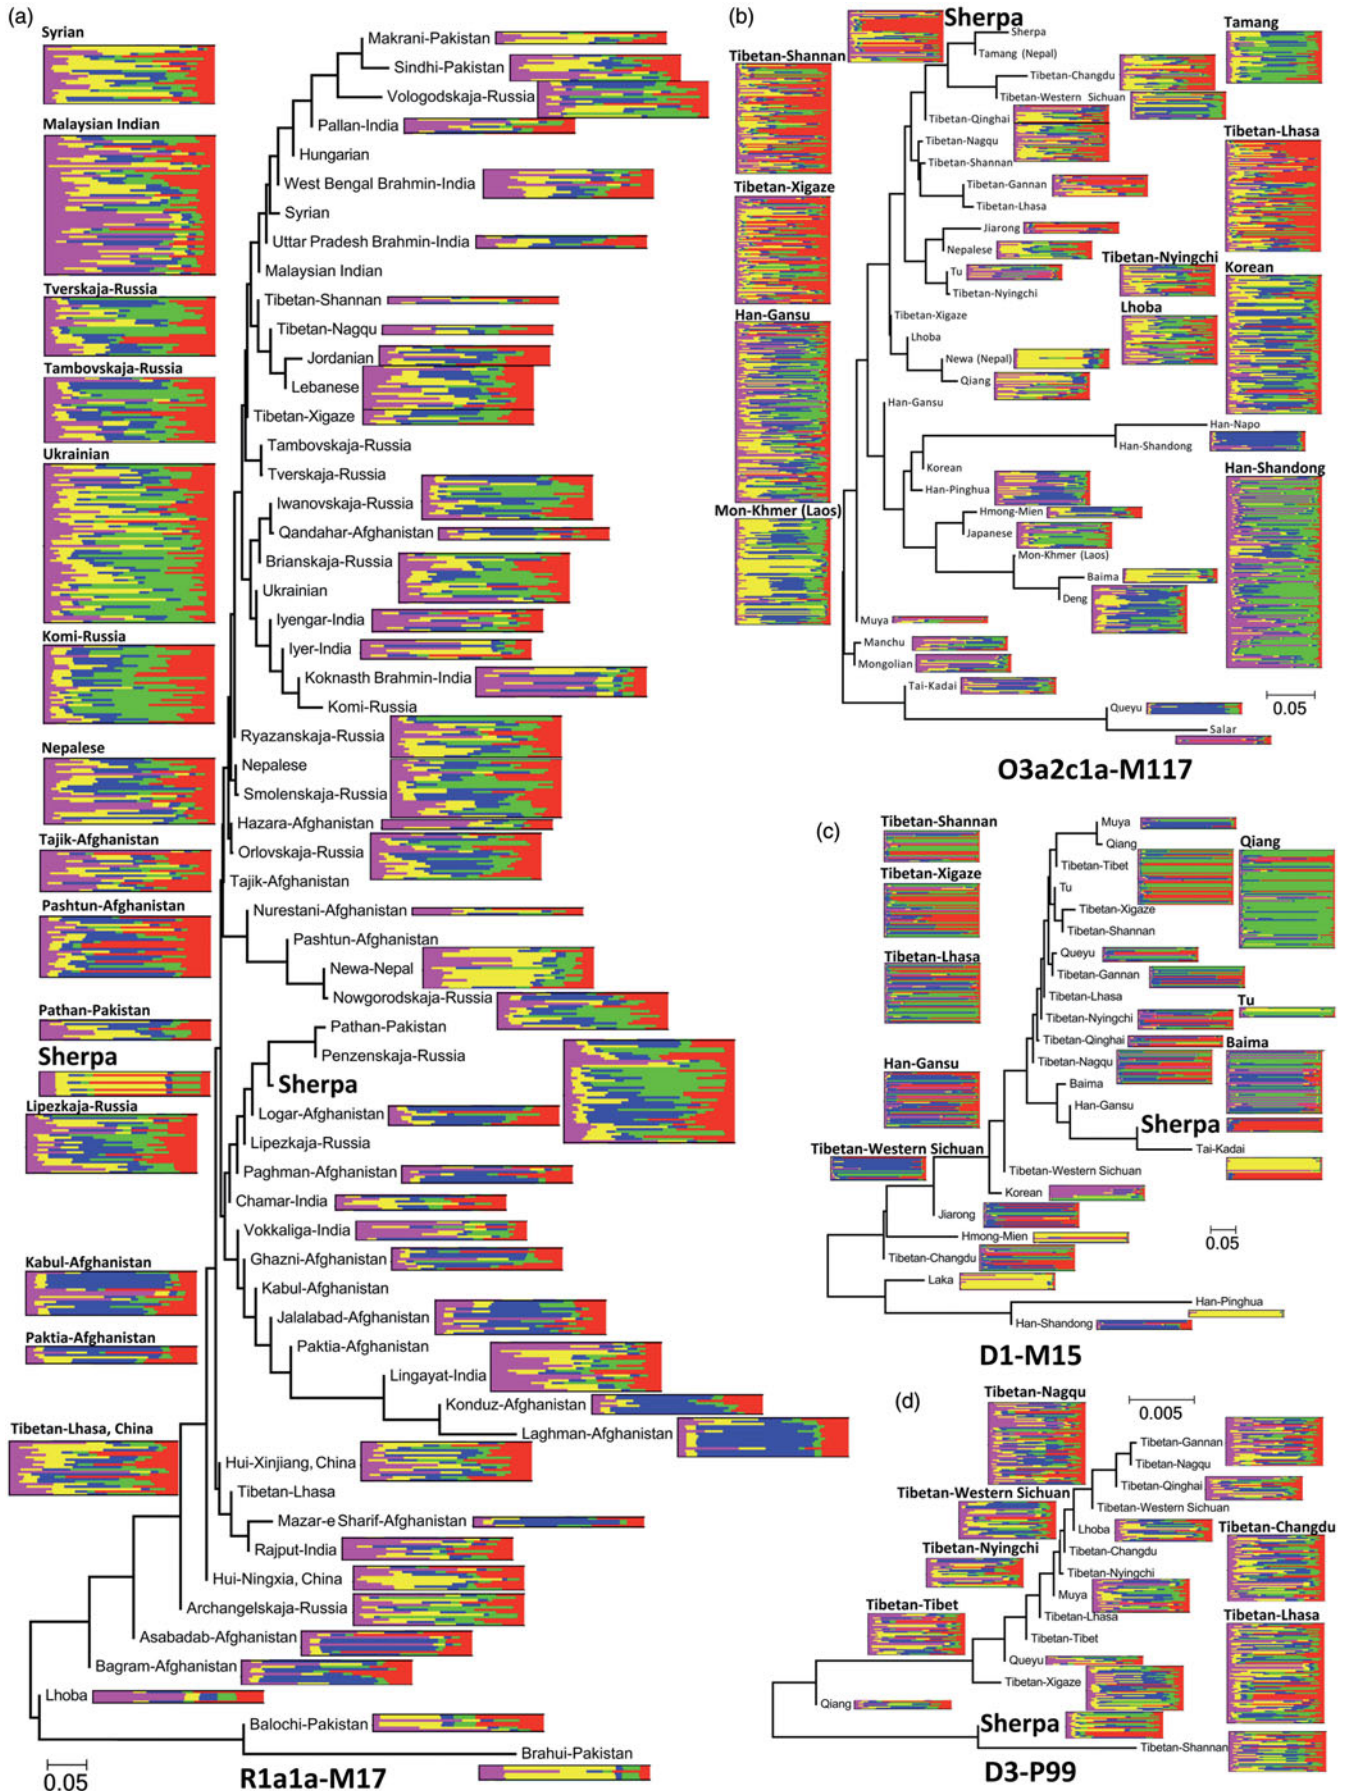 (a)
Syrian
Malaysian Indian
Tverskaja-Russia
Tambovskaja-Russia
Ukrainian
Komi-Russia
Nepalese
Tajik-Afghanistan
Pashtun-Afghanistan
Pathan-Pakistan
Sherpa
Lipezkaja-Russia
Kabul-Afghanistan
Paktia-Afghanistan
Tibetan-Lhasa, China
Makrani-Pakistan
Sindhi-Pakistan
Vologodskaja-Russia
Pallan-India
Hungarian
West Bengal Brahmin-India
Syrian
Uttar Pradesh Brahmin-India
Malaysian Indian
Tibetan-Shannan
Tibetan-Nagqu
Jordanian
Lebanese
Tibetan-Xigaze
Tambovskaja-Russia
Tverskaja-Russia
Iwanovskaja-Russia
Qandahar-Afghanistan
Brianskaja-Russia
Ukrainian
Iyengar-India
Iyer-India
Koknasth Brahmin-India
Komi-Russia
Ryazanskaja-Russia
Nepalese
Smolenskaja-Russia
Hazara-Afghanistan
Orlovskaja-Russia
Tajik-Afghanistan
Nurestani-Afghanistan
Pashtun-Afghanistan
Newa-Nepal
Nowgorodskaja-Russia
Pathan-Pakistan
Penzenskaja-Russia
Sherpa
Logar-Afghanistan
Lipezkaja-Russia
Paghman-Afghanistan
Chamar-India
Vokkaliga-India
Ghazni-Afghanistan
Kabul-Afghanistan
Jalalabad-Afghanistan
Paktia-Afghanistan
Lingayat-India
Konduz-Afghanistan
Laghman-Afghanistan
Hui-Xinjiang, China
Tibetan-Lhasa
Mazar-e Sharif-Afghanistan
Rajput-India
Hui-Ningxia, China
Archangelskaja-Russia
Asabadab-Afghanistan
Bagram-Afghanistan
Lhoba
Balochi-Pakistan
Brahui-Pakistan
0.05
R1a1a-M17
(b)
Tibetan-Shannan
Tibetan-Xigaze
Han-Gansu
Mon-Khmer (Laos)
Sherpa
Sherpa
Tamang (Nepal)
Tibetan-Changdu
Tibetan-Western Sichuan
Tibetan-Qinghai
Tibetan-Nagqu
Tibetan-Shannan
Tibetan-Gannan
Tibetan-Lhasa
Jiarong
Nepalese
Tu
Tibetan-Nyingchi
Tibetan-Xigaze
Lhoba
Newa (Nepal)
Qiang
Han-Gansu
Han-Napo
Han-Shandong
Korean
Han-Pinghua
Hmong-Mien
Japanese
Mon-Khmer (Laos)
Baima
Deng
Muya
Manchu
Mongolian
Tai-Kadai
Queyu
Salar
Tamang
Tibetan-Lhasa
Tibetan-Nyingchi
Korean
Lhoba
Han-Shandong
0.05
O3a2c1a-M117
(c)
Tibetan-Shannan
Tibetan-Xigaze
Tibetan-Lhasa
Han-Gansu
Tibetan-Western Sichuan
Muya
Qiang
Tibetan-Tibet
Tu
Tibetan-Xigaze
Tibetan-Shannan
Queyu
Tibetan-Gannan
Tibetan-Lhasa
Tibetan-Nyingchi
Tibetan-Qinghai
Tibetan-Nagqu
Baima
Han-Gansu
Sherpa
Tai-Kadai
Tibetan-Western Sichuan
Korean
Jiarong
Hmong-Mien
Tibetan-Changdu
Laka
Han-Pinghua
Han-Shandong
Qiang
Tu
Baima
0.05
D1-M15
(d)
Tibetan-Nagqu
Tibetan-Western Sichuan
Tibetan-Nyingchi
Tibetan-Tibet
0.005
Tibetan-Gannan
Tibetan-Nagqu
Tibetan-Qinghai
Tibetan-Western Sichuan
Lhoba
Tibetan-Changdu
Tibetan-Nyingchi
Muya
Tibetan-Lhasa
Tibetan-Tibet
Queyu
Tibetan-Xigaze
Qiang
Sherpa
Tibetan-Shannan
Tibetan-Changdu
Tibetan-Lhasa
D3-P99